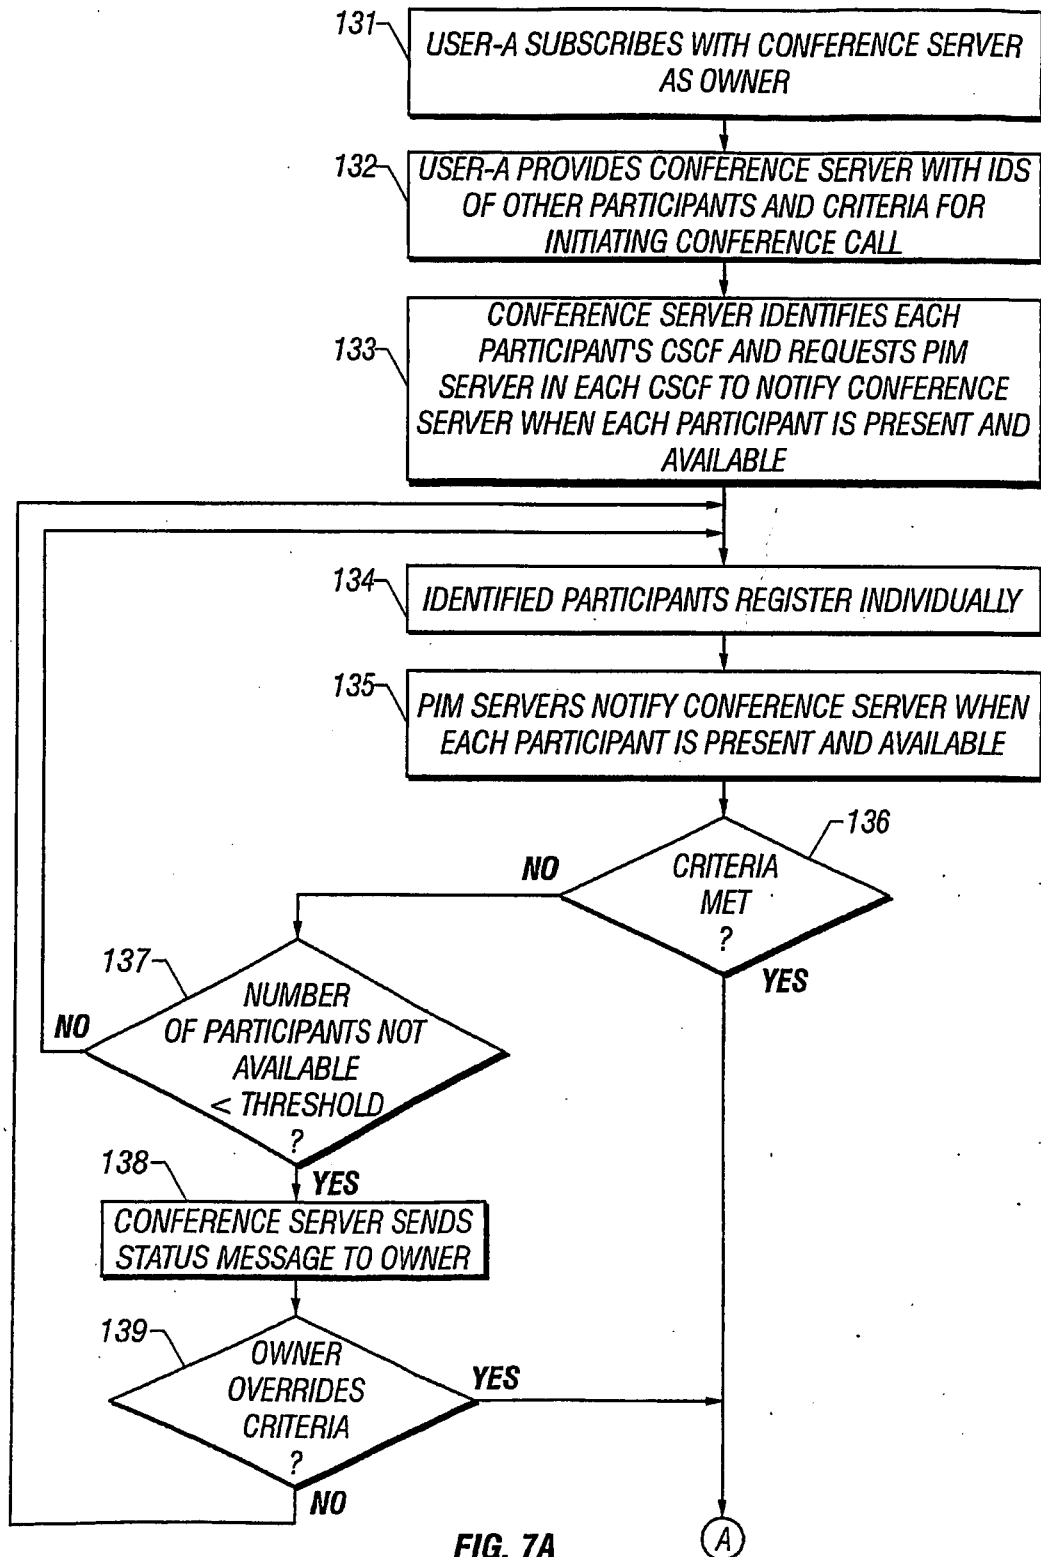 131
USER-A SUBSCRIBES WITH CONFERENCE SERVER
AS OWNER
132
USER-A PROVIDES CONFERENCE SERVER WITH IDS
OF OTHER PARTICIPANTS AND CRITERIA FOR
INITIATING CONFERENCE CALL
133
CONFERENCE SERVER IDENTIFIES EACH
PARTICIPANT'S CSCF AND REQUESTS PIM
SERVER IN EACH CSCF TO NOTIFY CONFERENCE
SERVER WHEN EACH PARTICIPANT IS PRESENT AND
AVAILABLE
134
IDENTIFIED PARTICIPANTS REGISTER INDIVIDUALLY
135
PIM SERVERS NOTIFY CONFERENCE SERVER WHEN
EACH PARTICIPANT IS PRESENT AND AVAILABLE
136
CRITERIA
MET
?
NO
YES
137
NUMBER
OF PARTICIPANTS NOT
AVAILABLE
< THRESHOLD
?
NO
YES
138
CONFERENCE SERVER SENDS
STATUS MESSAGE TO OWNER
139
OWNER
OVERRIDES
CRITERIA
?
YES
NO
A
FIG. 7A